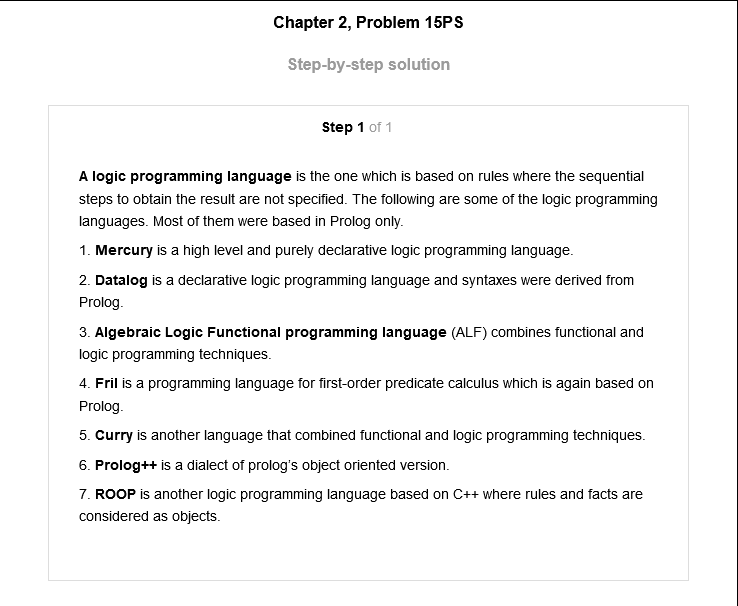 Chapter 2, Problem 15PS
Step-by-step solution
Step 1 of 1
A logic programming language is the one which is based on rules where the sequential
steps to obtain the result are not specified. The following are some of the logic programming
languages. Most of them were based in Prolog only.
1. Mercury is a high level and purely declarative logic programming language.
2. Datalog is a declarative logic programming language and syntaxes were derived from
Prolog.
3. Algebraic Logic Functional programming language (ALF) combines functional and
logic programming techniques.
4. Fril is a programming language for first-order predicate calculus which is again based on
Prolog.
5. Curry is another language that combined functional and logic programming techniques.
6. Prolog++ is a dialect of prolog's object oriented version.
7. ROOP is another logic programming language based on C++ where rules and facts are
considered as objects.